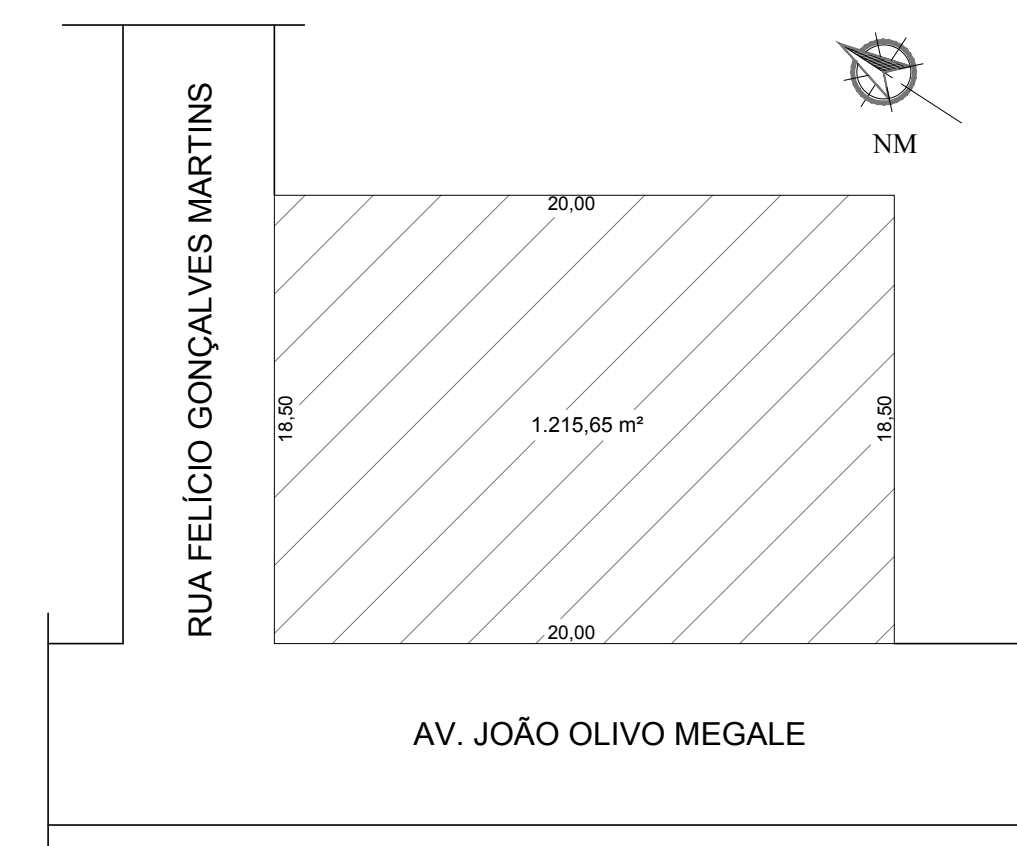 RUA FELÍCIO GONÇALVES MARTINS
NM
20,00
18,50
1.215,65 m²
18,50
20,00
AV. JOÃO OLIVO MEGALE